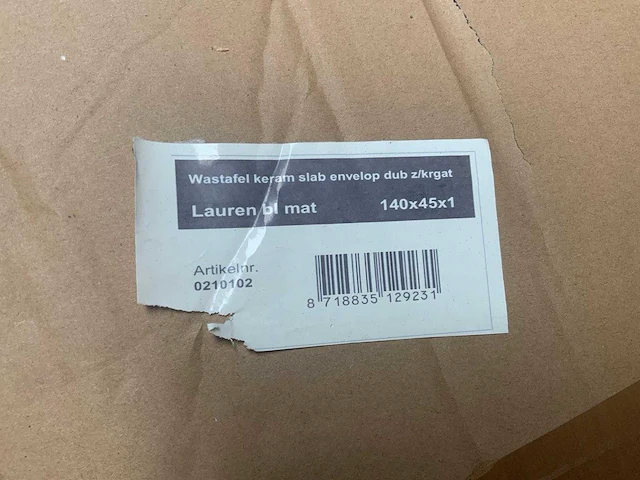 Wastafel keram slab envelop dub z/krgat
Lauren bl mat 140x45x1
Artikelnr.
0210102
8 718835 129231